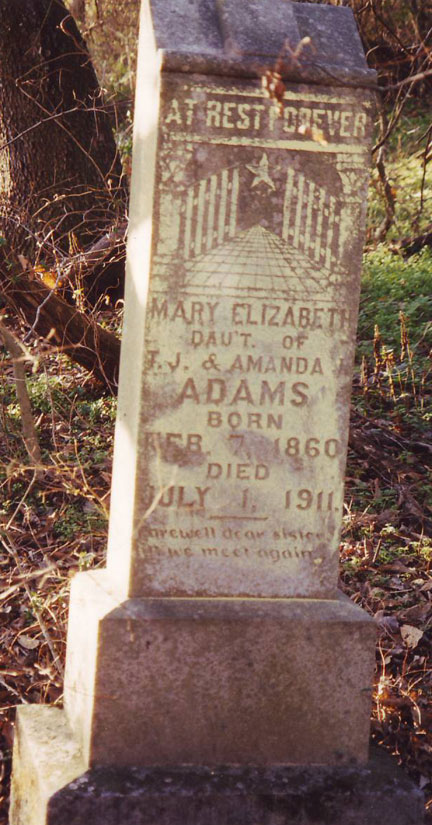 AT REST FOREVER
MARY ELIZABETH
DAU'T. OF
T.J. & AMANDA
ADAMS
BORN
FEB. 7, 1860
DIED
JULY 1, 1911.
Farewell dear sister
we meet again